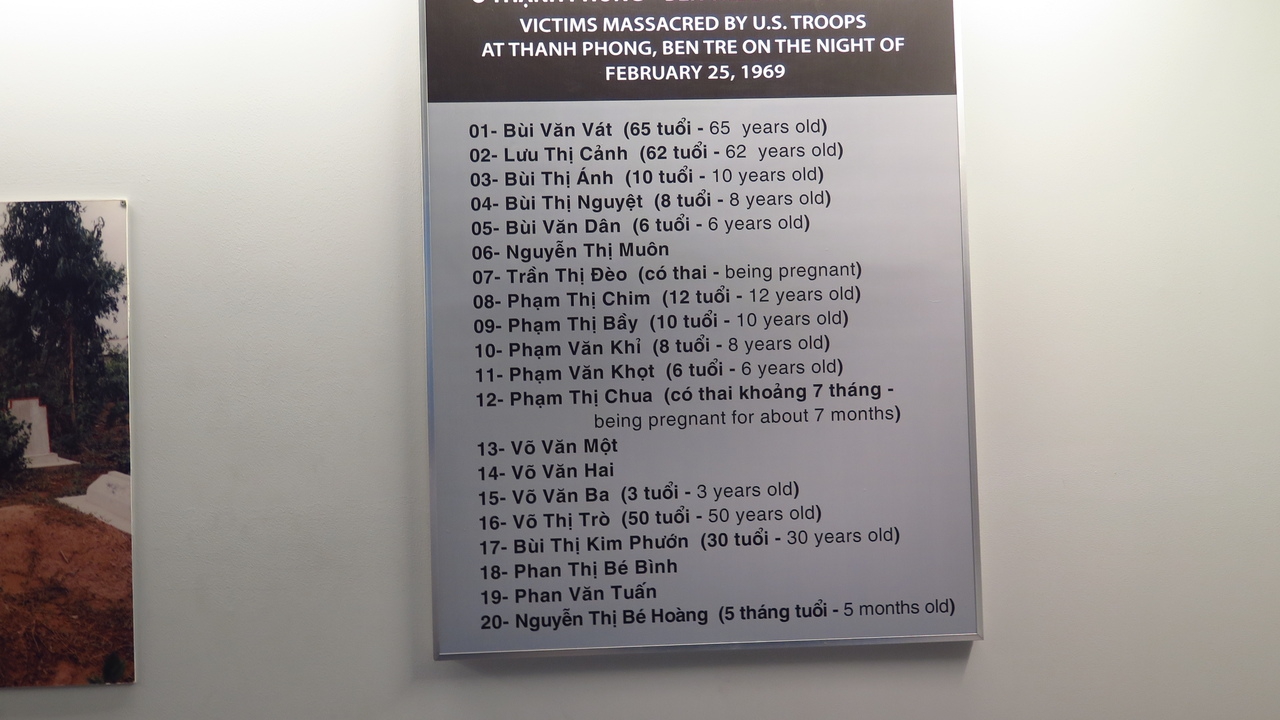 VICTIMS MASSACRED BY U.S. TROOPS
AT THANH PHONG, BEN TRE ON THE NIGHT OF
FEBRUARY 25, 1969
01- Bùi Văn Vát (65 tuổi - 65 years old)
02- Lưu Thị Cảnh (62 tuổi - 62 years old)
03- Bùi Thị Ánh (10 tuổi - 10 years old)
04- Bùi Thị Nguyệt (8 tuổi - 8 years old)
05- Bùi Văn Dân (6 tuổi - 6 years old)
06- Nguyễn Thị Muôn
07- Trần Thị Đèo (có thai - being pregnant)
08- Phạm Thị Chim (12 tuổi - 12 years old)
09- Phạm Thị Bầy (10 tuổi - 10 years old)
10- Phạm Văn Khỉ (8 tuổi - 8 years old)
11- Phạm Văn Khọt (6 tuổi - 6 years old)
12- Phạm Thị Chua (có thai khoảng 7 tháng -
being pregnant for about 7 months)
13- Võ Văn Một
14- Võ Văn Hai
15- Võ Văn Ba (3 tuổi - 3 years old)
16- Võ Thị Trò (50 tuổi - 50 years old)
17- Bùi Thị Kim Phướn (30 tuổi - 30 years old)
18- Phan Thị Bé Bình
19- Phan Văn Tuấn
20- Nguyễn Thị Bé Hoàng (5 tháng tuổi - 5 months old)